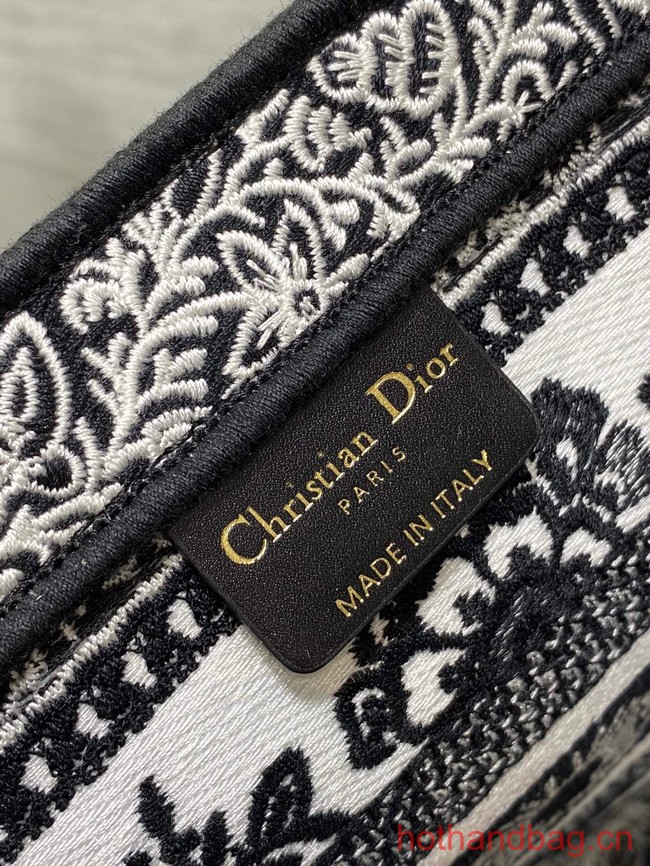 Christian Dior
PARIS
MADE IN ITALY
hothandbag.cn